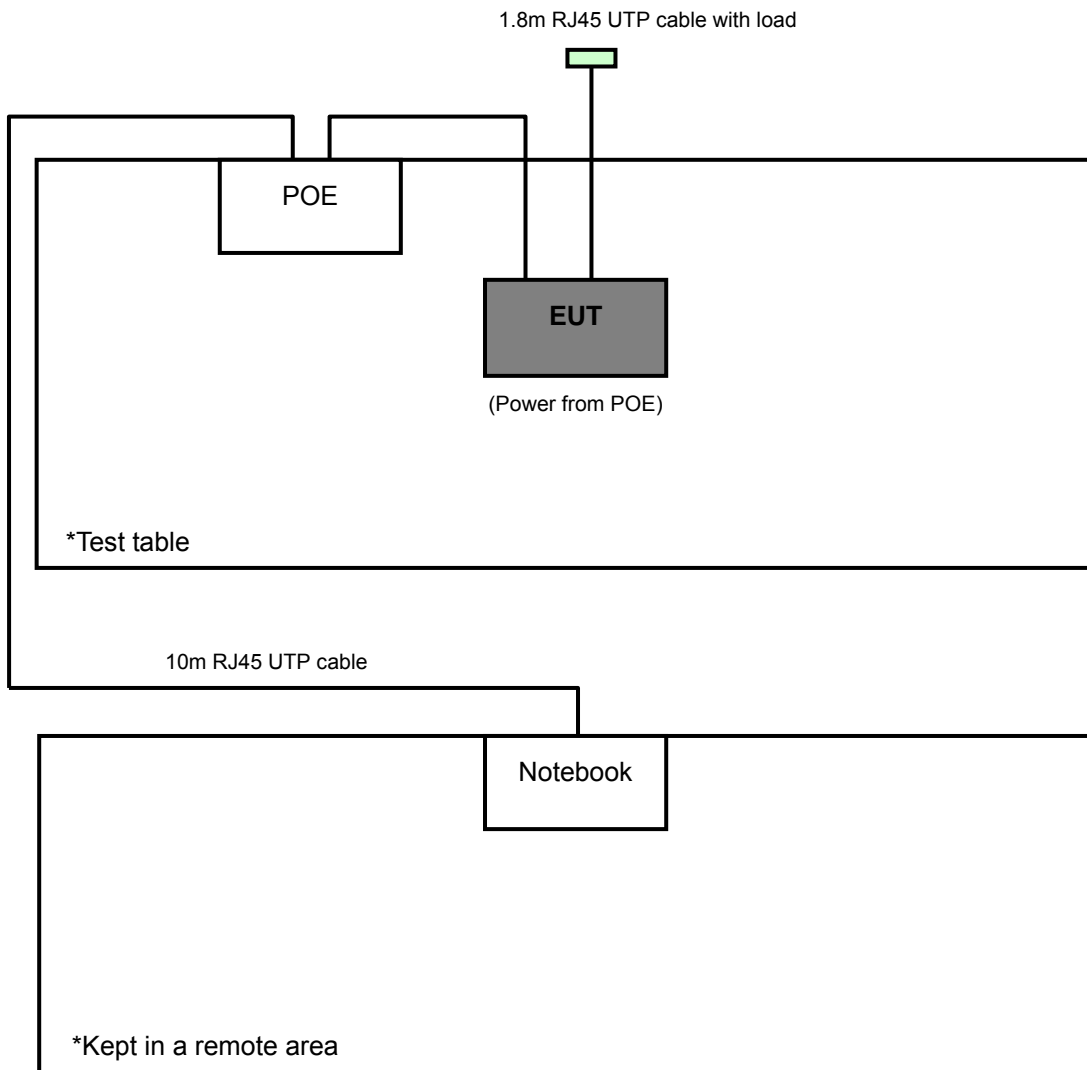 1.8m RJ45 UTP cable with load
POE
EUT
(Power from POE)
*Test table
10m RJ45 UTP cable
Notebook
*Kept in a remote area